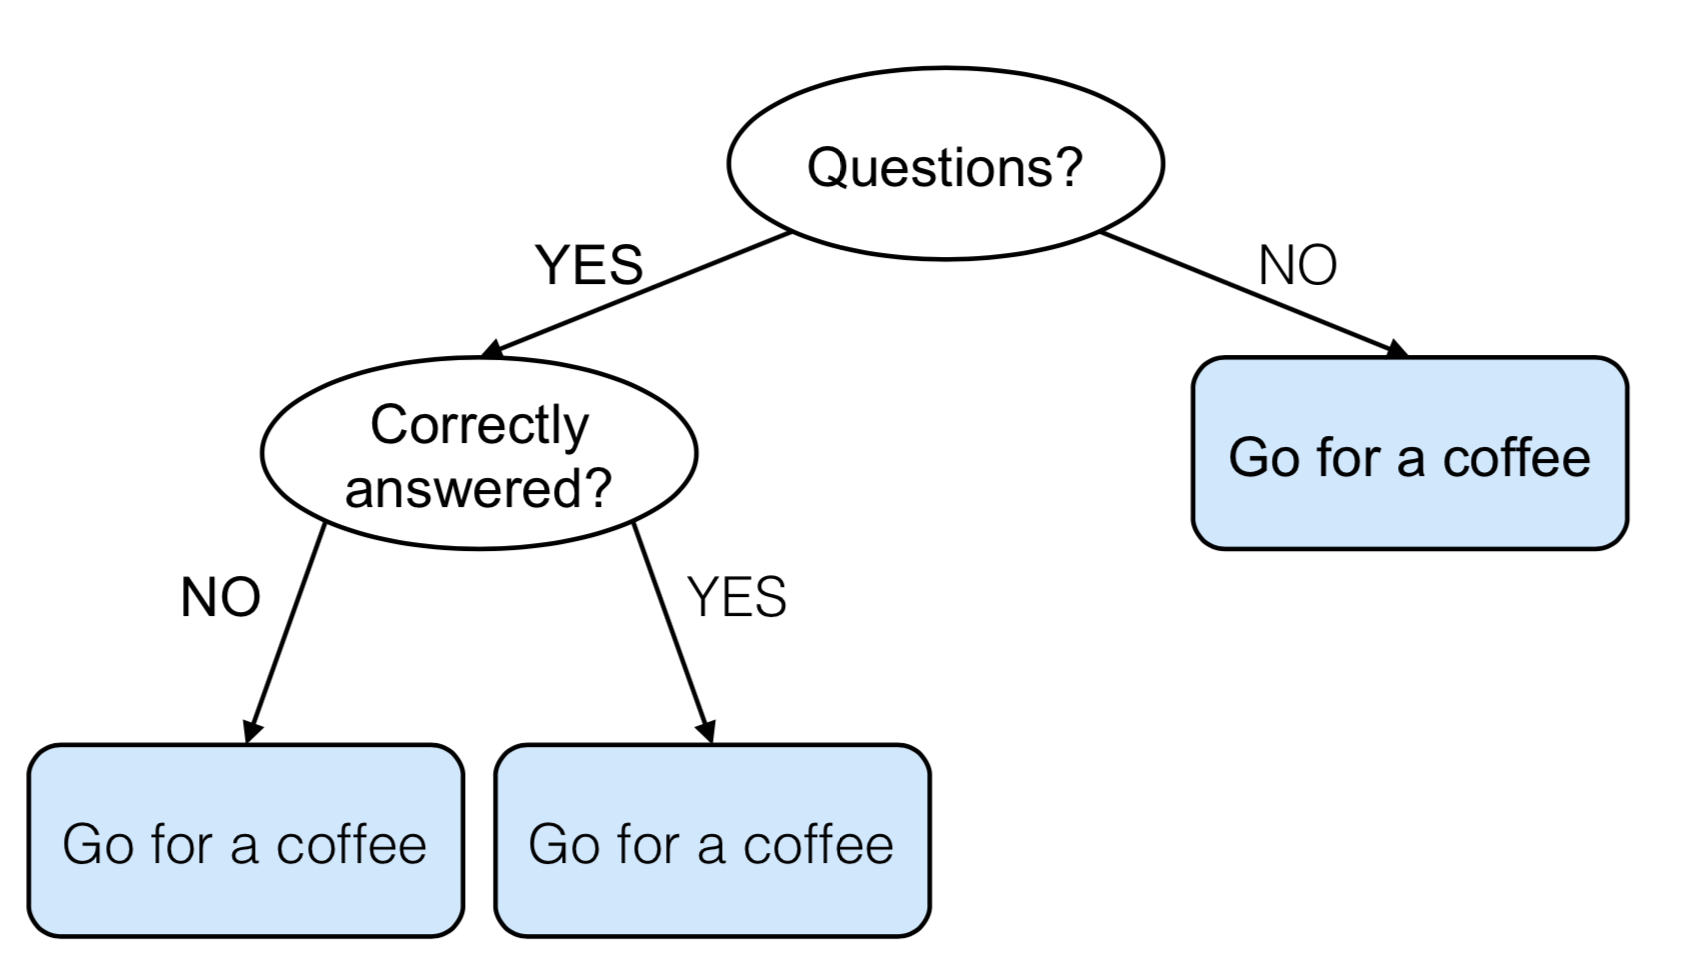 Questions?
YES
NO
Correctly
answered?
Go for a coffee
NO
YES
Go for a coffee
Go for a coffee